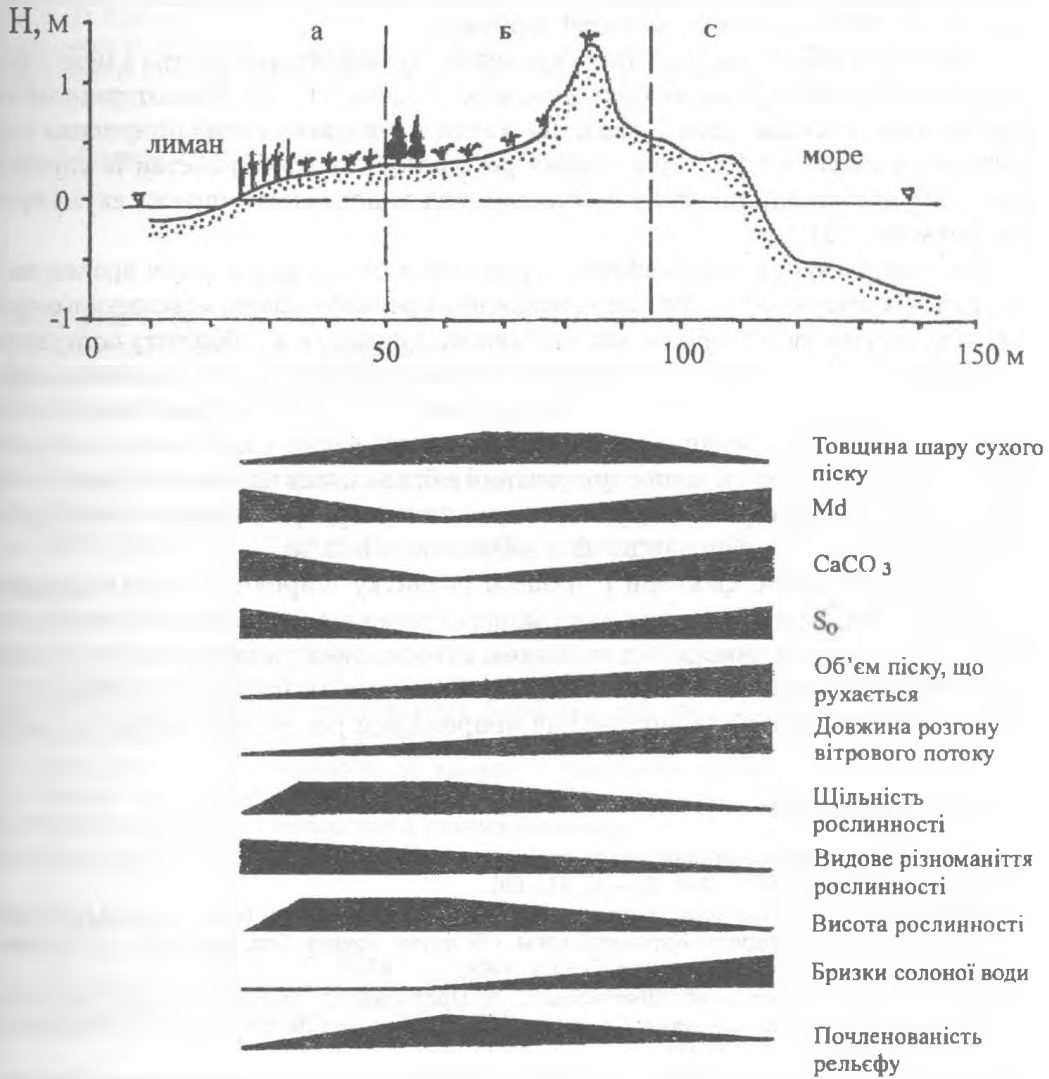 Н, м
а б с
1
лиман море
0
-1
0 50 100 150 м
Товщина шару сухого
піску
Md
CaCO 3
S0
Об’єм піску, що
рухається
Довжина розгону
вітрового потоку
Щільність
рослинності
Видове різноманіття
рослинності
Висота рослинності
Бризки солоної води
Почленованість
рельєфу